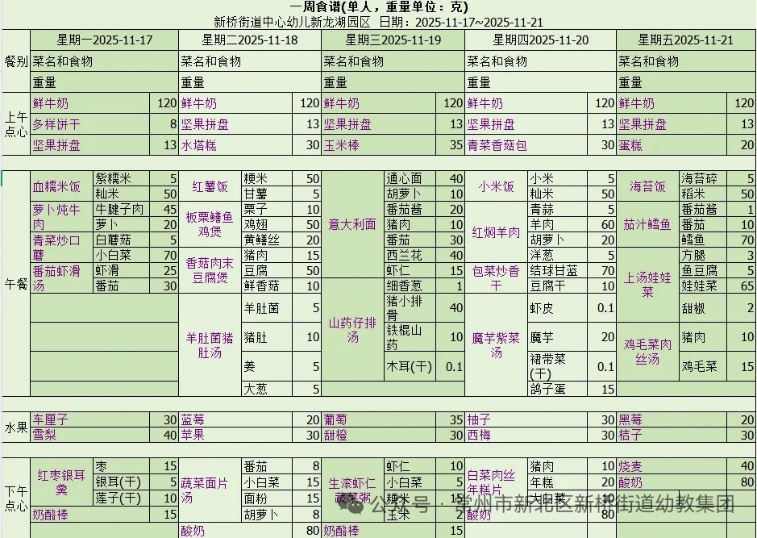 一周食谱(单人，重量单位：克)
新桥街道中心幼儿新龙湖园区 日期：2025-11-17~2025-11-21
餐别 星期一2025-11-17 星期二2025-11-18 星期三2025-11-19 星期四2025-11-20 星期五2025-11-21
菜名和食物 菜名和食物 菜名和食物 菜名和食物 菜名和食物
重量 重量 重量 重量 重量
上午点心
鲜牛奶 120 鲜牛奶 120 鲜牛奶 120 鲜牛奶 120 鲜牛奶 120
多样饼干 8 坚果拼盘 13 坚果拼盘 13 坚果拼盘 13 坚果拼盘 13
坚果拼盘 13 水塔糕 30 玉米棒 35 青菜香菇包 30 蛋糕 20
午餐
血糯米饭 紫糯米 5 红薯饭 粳米 50 意大利面 通心面 40 小米饭 小米 5 海苔饭 海苔碎 5
籼米 50 甘薯 5 胡萝卜 10 籼米 50 稻米 50
萝卜炖牛肉 牛腱子肉 45 板栗鳝鱼鸡煲 栗子 10 番茄酱 20 红焖羊肉 青蒜 5 茄汁鳕鱼 番茄酱 1
萝卜 20 鸡翅 50 猪肉 10 羊肉 60 番茄 10
青菜炒口蘑 白蘑菇 5 黄鳝丝 20 番茄 30 胡萝卜 20 鳕鱼 70
小白菜 70 香菇肉末豆腐煲 猪肉 15 西兰花 40 洋葱 5 上汤娃娃菜 方腿 3
番茄虾滑汤 虾滑 25 豆腐 50 虾仁 15 包菜炒香干 结球甘蓝 70 鱼豆腐 5
番茄 30 鲜香菇 10 细香葱 1 豆腐干 10 娃娃菜 65
羊肚菌猪肚汤 羊肚菌 5 山药仔排汤 猪小排骨 40 魔芋紫菜汤 虾皮 0.1 甜椒 2
猪肚 10 铁棍山药 10 魔芋 20 鸡毛菜肉丝汤 猪肉 10
姜 5 木耳(干) 0.1 裙带菜(干) 0.1 鸡毛菜 15
大葱 5 鸽子蛋 15
水果
车厘子 30 蓝莓 20 葡萄 35 柚子 30 黑莓 20
雪梨 40 苹果 30 甜橙 30 西梅 30 桔子 30
下午点心
红枣银耳羹 枣 15 蔬菜面片汤 番茄 8 生滚虾仁蔬菜粥 虾仁 10 白菜肉丝年糕片 猪肉 10 烧麦 40
银耳(干) 5 小白菜 15 小白菜 5 年糕 20 酸奶 80
莲子(干) 10 面粉 15 粳米 15 大白菜 10
奶酪棒 15 胡萝卜 8 玉米 2 酸奶 80
酸奶 80 奶酪棒 15
公众号·常州市新北区新桥街道幼教集团